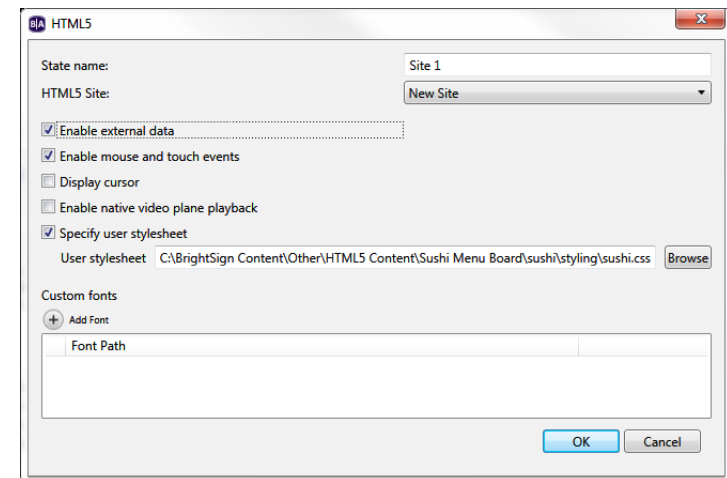 B|A HTML5
State name: Site 1
HTML5 Site: New Site
Enable external data
Enable mouse and touch events
Display cursor
Enable native video plane playback
Specify user stylesheet
User stylesheet C:\BrightSign Content\Other\HTML5 Content\Sushi Menu Board\sushi\styling\sushi.css Browse
Custom fonts
Add Font
Font Path
OK Cancel